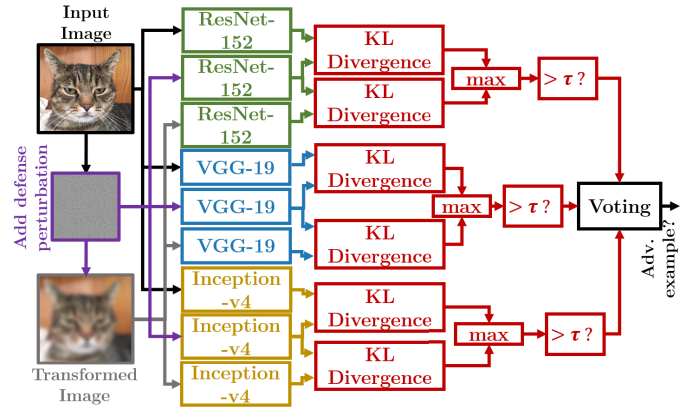 Input
Image
Add defense
perturbation
Transformed
Image
ResNet-
152
ResNet-
152
ResNet-
152
VGG-19
VGG-19
VGG-19
Inception
-v4
Inception
-v4
Inception
-v4
KL
Divergence
KL
Divergence
KL
Divergence
KL
Divergence
KL
Divergence
KL
Divergence
max
max
max
> τ ?
> τ ?
> τ ?
Voting
Adv.
example?